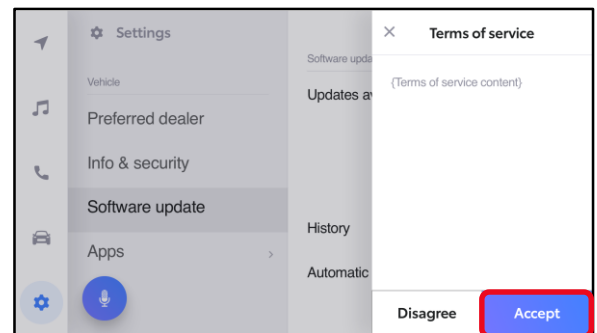 Settings
Vehicle
Preferred dealer
Info & security
Software update
Apps
Software upda
Updates av
History
Automatic
Terms of service
{Terms of service content}
Disagree
Accept